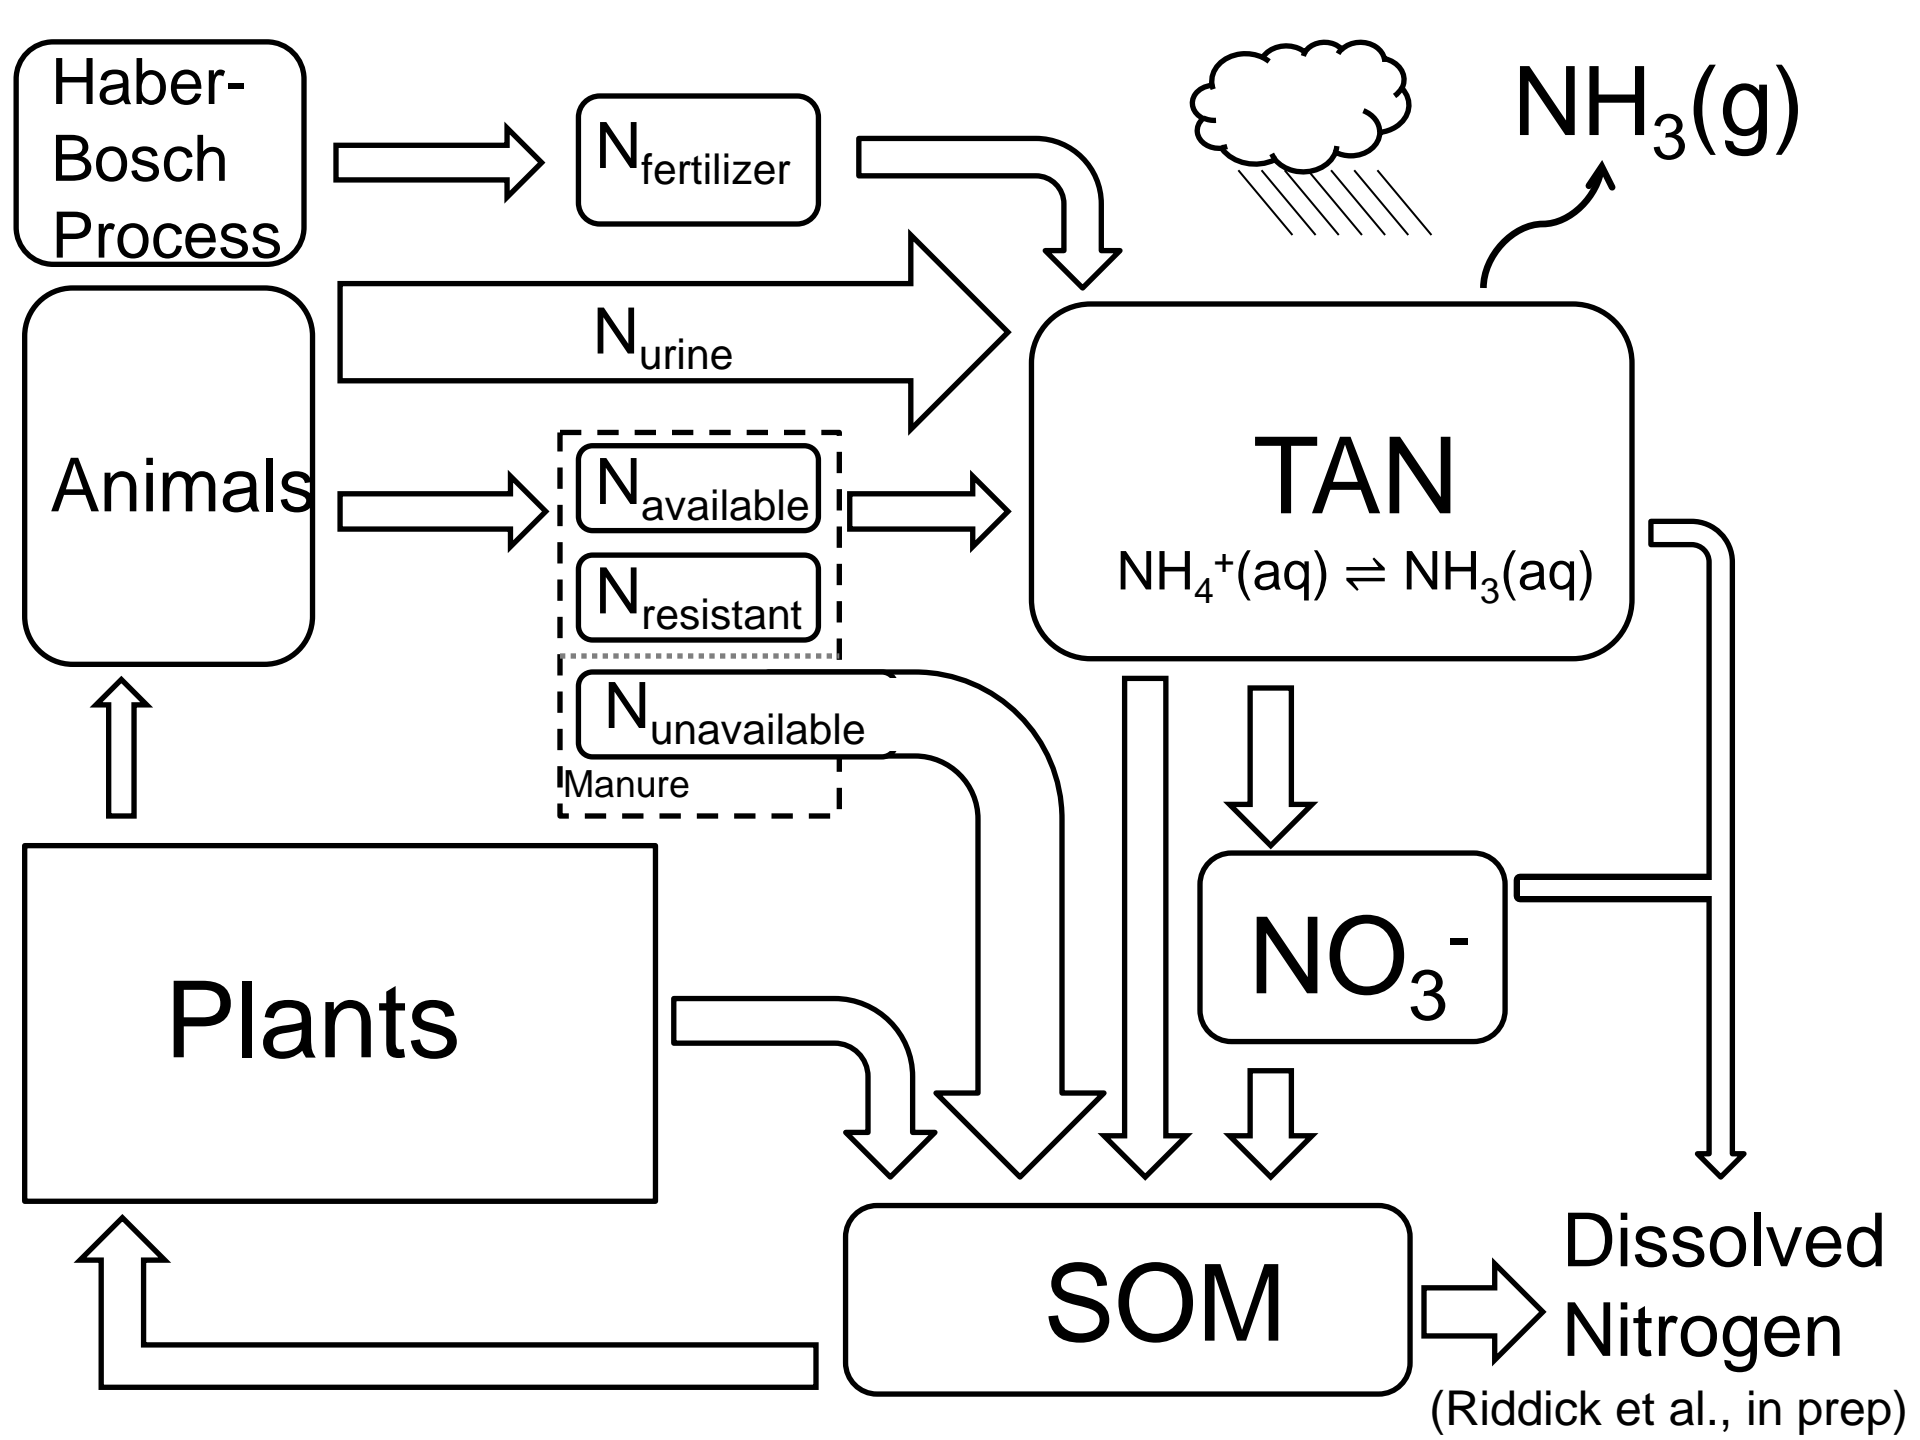 Haber-
Bosch
Process
N_fertilizer
NH₃(g)
N_urine
Animals
N_available
N_resistant
N_unavailable
Manure
TAN
NH₄⁺(aq) ⇌ NH₃(aq)
NO₃⁻
Plants
SOM
Dissolved
Nitrogen
(Riddick et al., in prep)